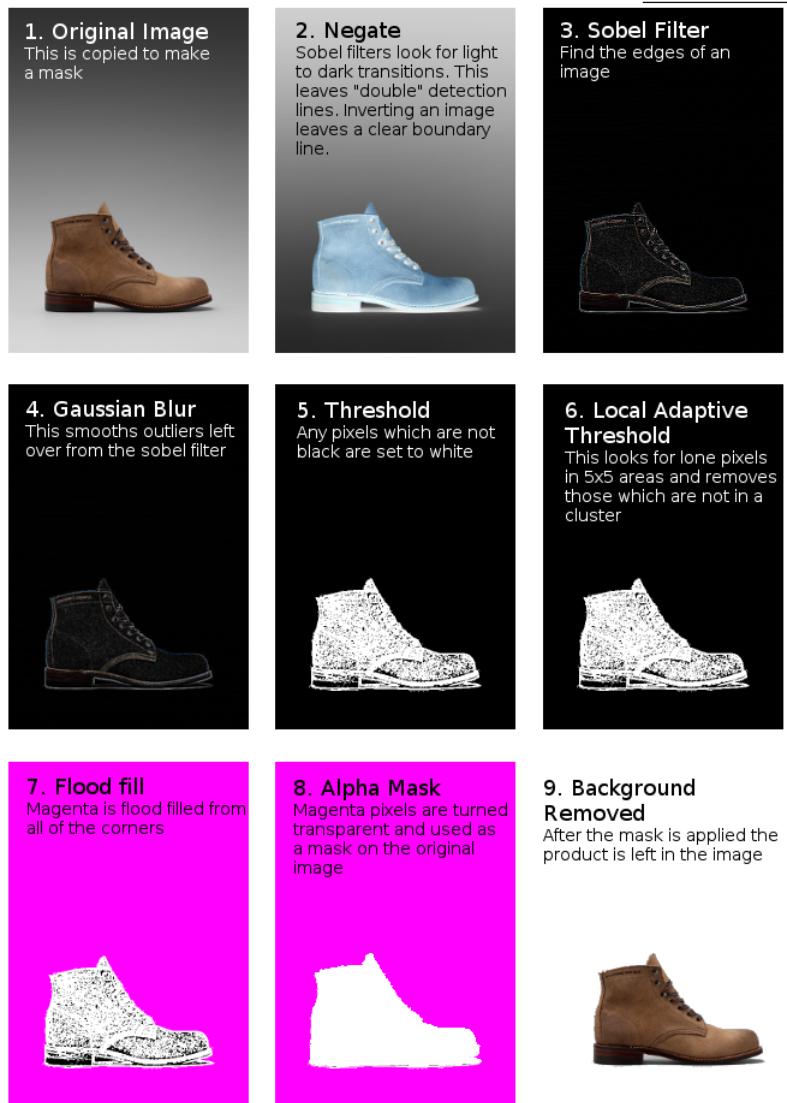 1. Original Image
This is copied to make
a mask
2. Negate
Sobel filters look for light
to dark transitions. This
leaves "double" detection
lines. Inverting an image
leaves a clear boundary
line.
3. Sobel Filter
Find the edges of an
image
4. Gaussian Blur
This smooths outliers left
over from the sobel filter
5. Threshold
Any pixels which are not
black are set to white
6. Local Adaptive
Threshold
This looks for lone pixels
in 5x5 areas and removes
those which are not in a
cluster
7. Flood fill
Magenta is flood filled from
all of the corners
8. Alpha Mask
Magenta pixels are turned
transparent and used as
a mask on the original
image
9. Background
Removed
After the mask is applied the
product is left in the image